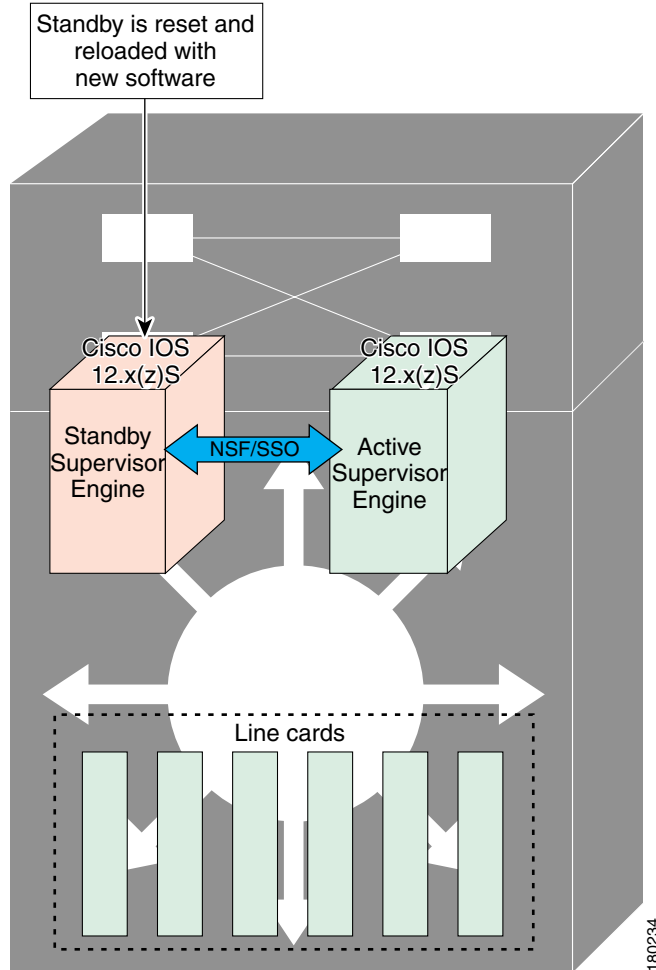 Standby is reset and
reloaded with
new software
Cisco IOS
12.x(z)S
Cisco IOS
12.x(z)S
Standby
Supervisor
Engine
NSF/SSO
Active
Supervisor
Engine
Line cards
180234